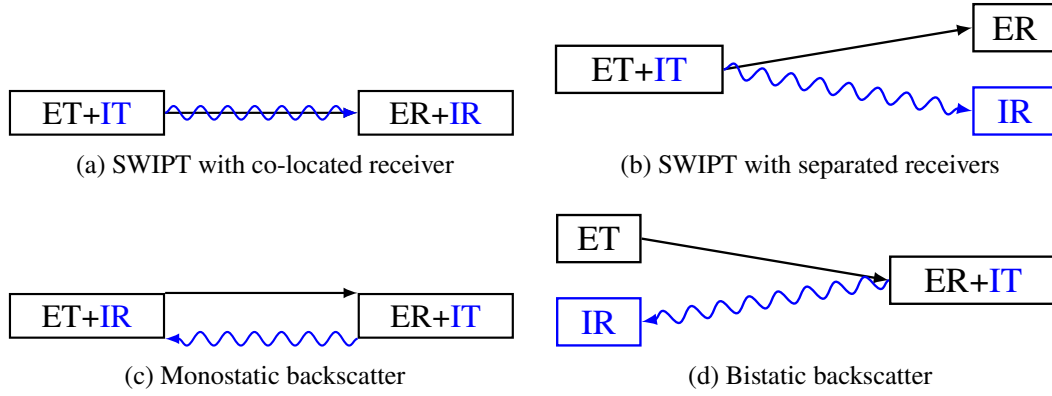 ET+IT
ER+IR
(a) SWIPT with co-located receiver
ET+IT
ER
IR
(b) SWIPT with separated receivers
ET+IR
ER+IT
(c) Monostatic backscatter
ET
IR
ER+IT
(d) Bistatic backscatter